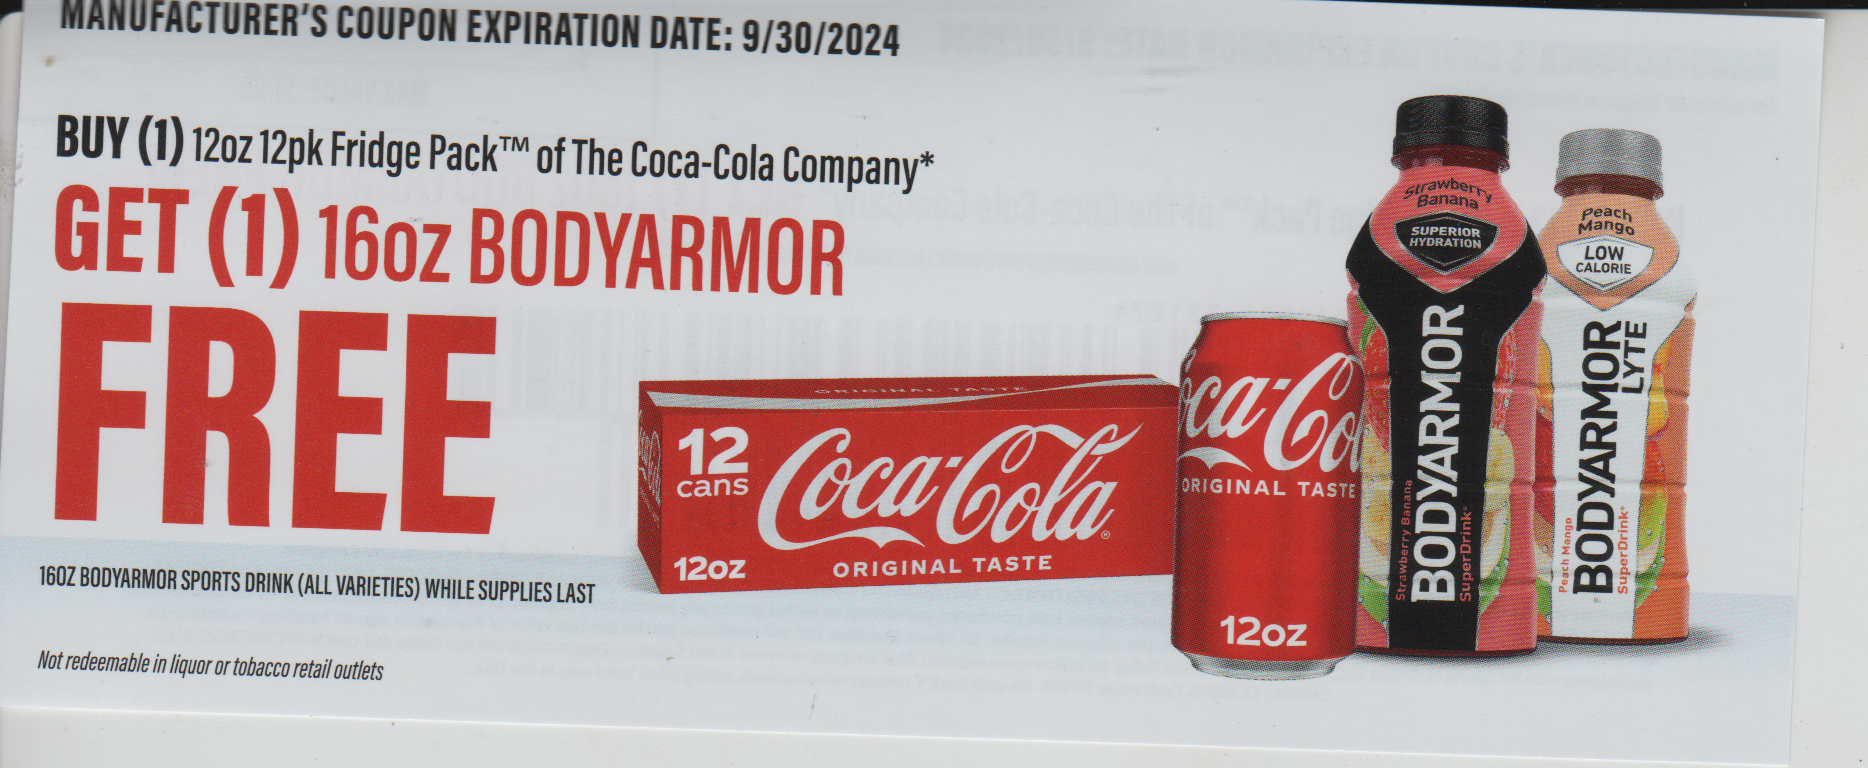 MANUFACTURER'S COUPON EXPIRATION DATE: 9/30/2024
BUY (1) 12oz 12pk Fridge Pack™ of The Coca-Cola Company*
GET (1) 16oz BODYARMOR
FREE
16OZ BODYARMOR SPORTS DRINK (ALL VARIETIES) WHILE SUPPLIES LAST
Not redeemable in liquor or tobacco retail outlets
ORIGINAL TASTE
12
cans
Coca-Cola®
12oz
ORIGINAL TASTE
oca-Co
ORIGINAL TASTE
12oz
Strawberry
Banana
SUPERIOR
HYDRATION
BODYARMOR
Strawberry Banana
SuperDrink
Peach
Mango
LOW
CALORIE
BODYARMOR
LYTE
Peach Mango
SuperDrink